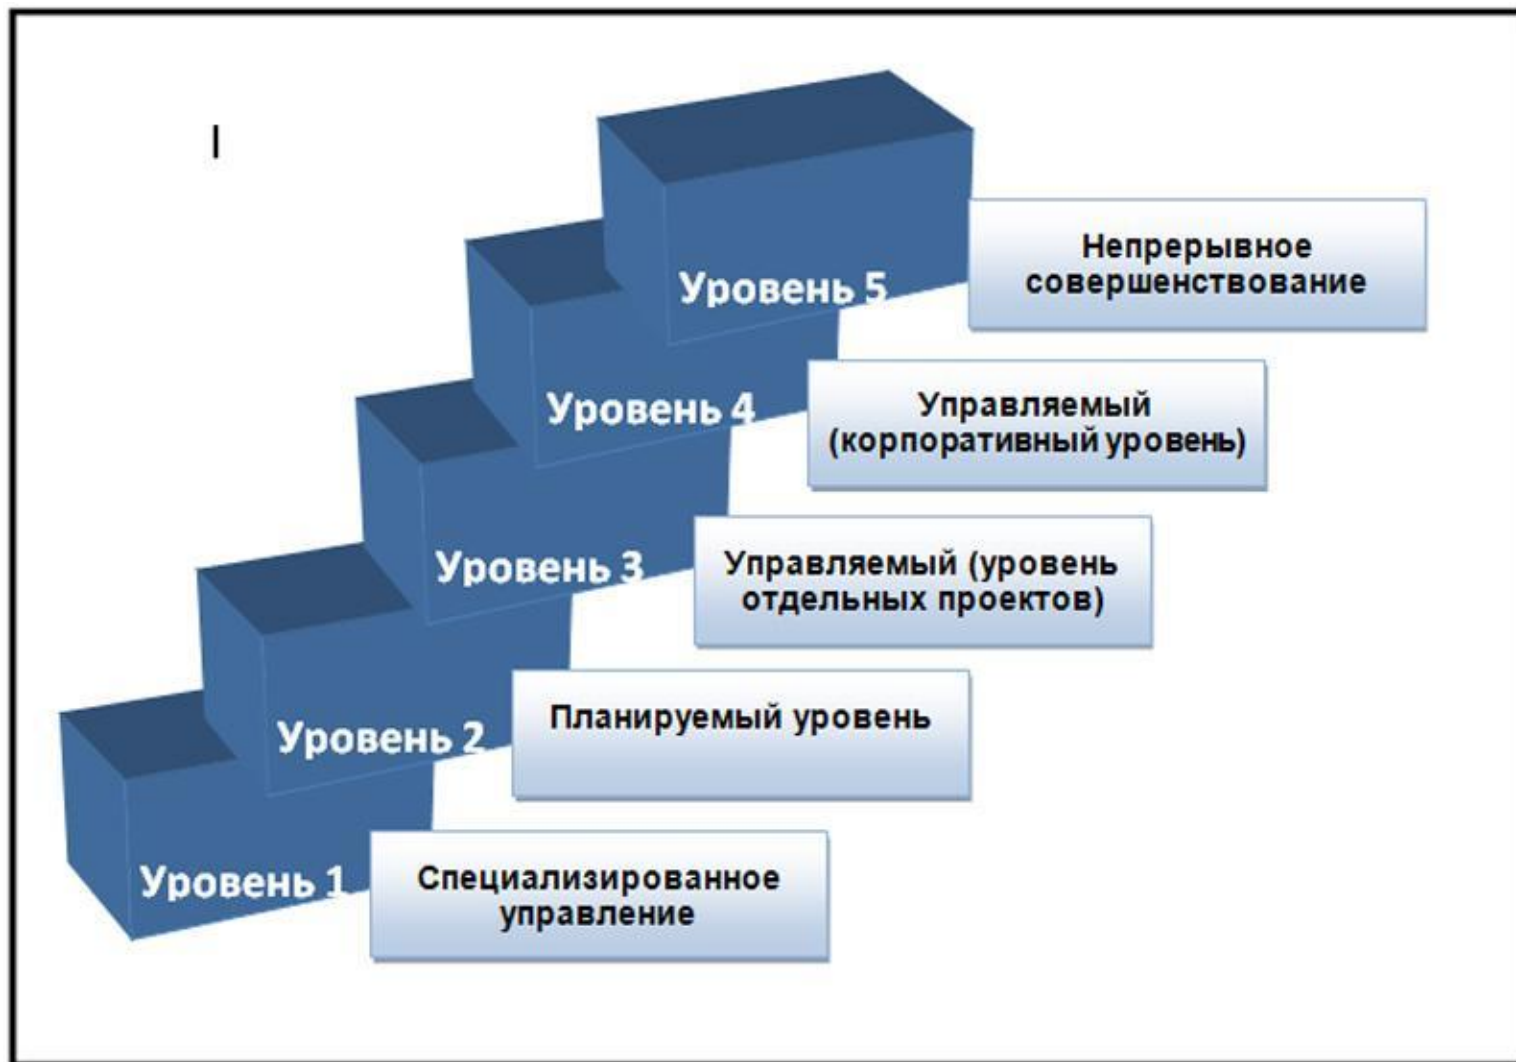 Уровень 5
Непрерывное
совершенствование
Уровень 4
Управляемый
(корпоративный уровень)
Уровень 3
Управляемый (уровень
отдельных проектов)
Уровень 2
Планируемый уровень
Уровень 1
Специализированное
управление